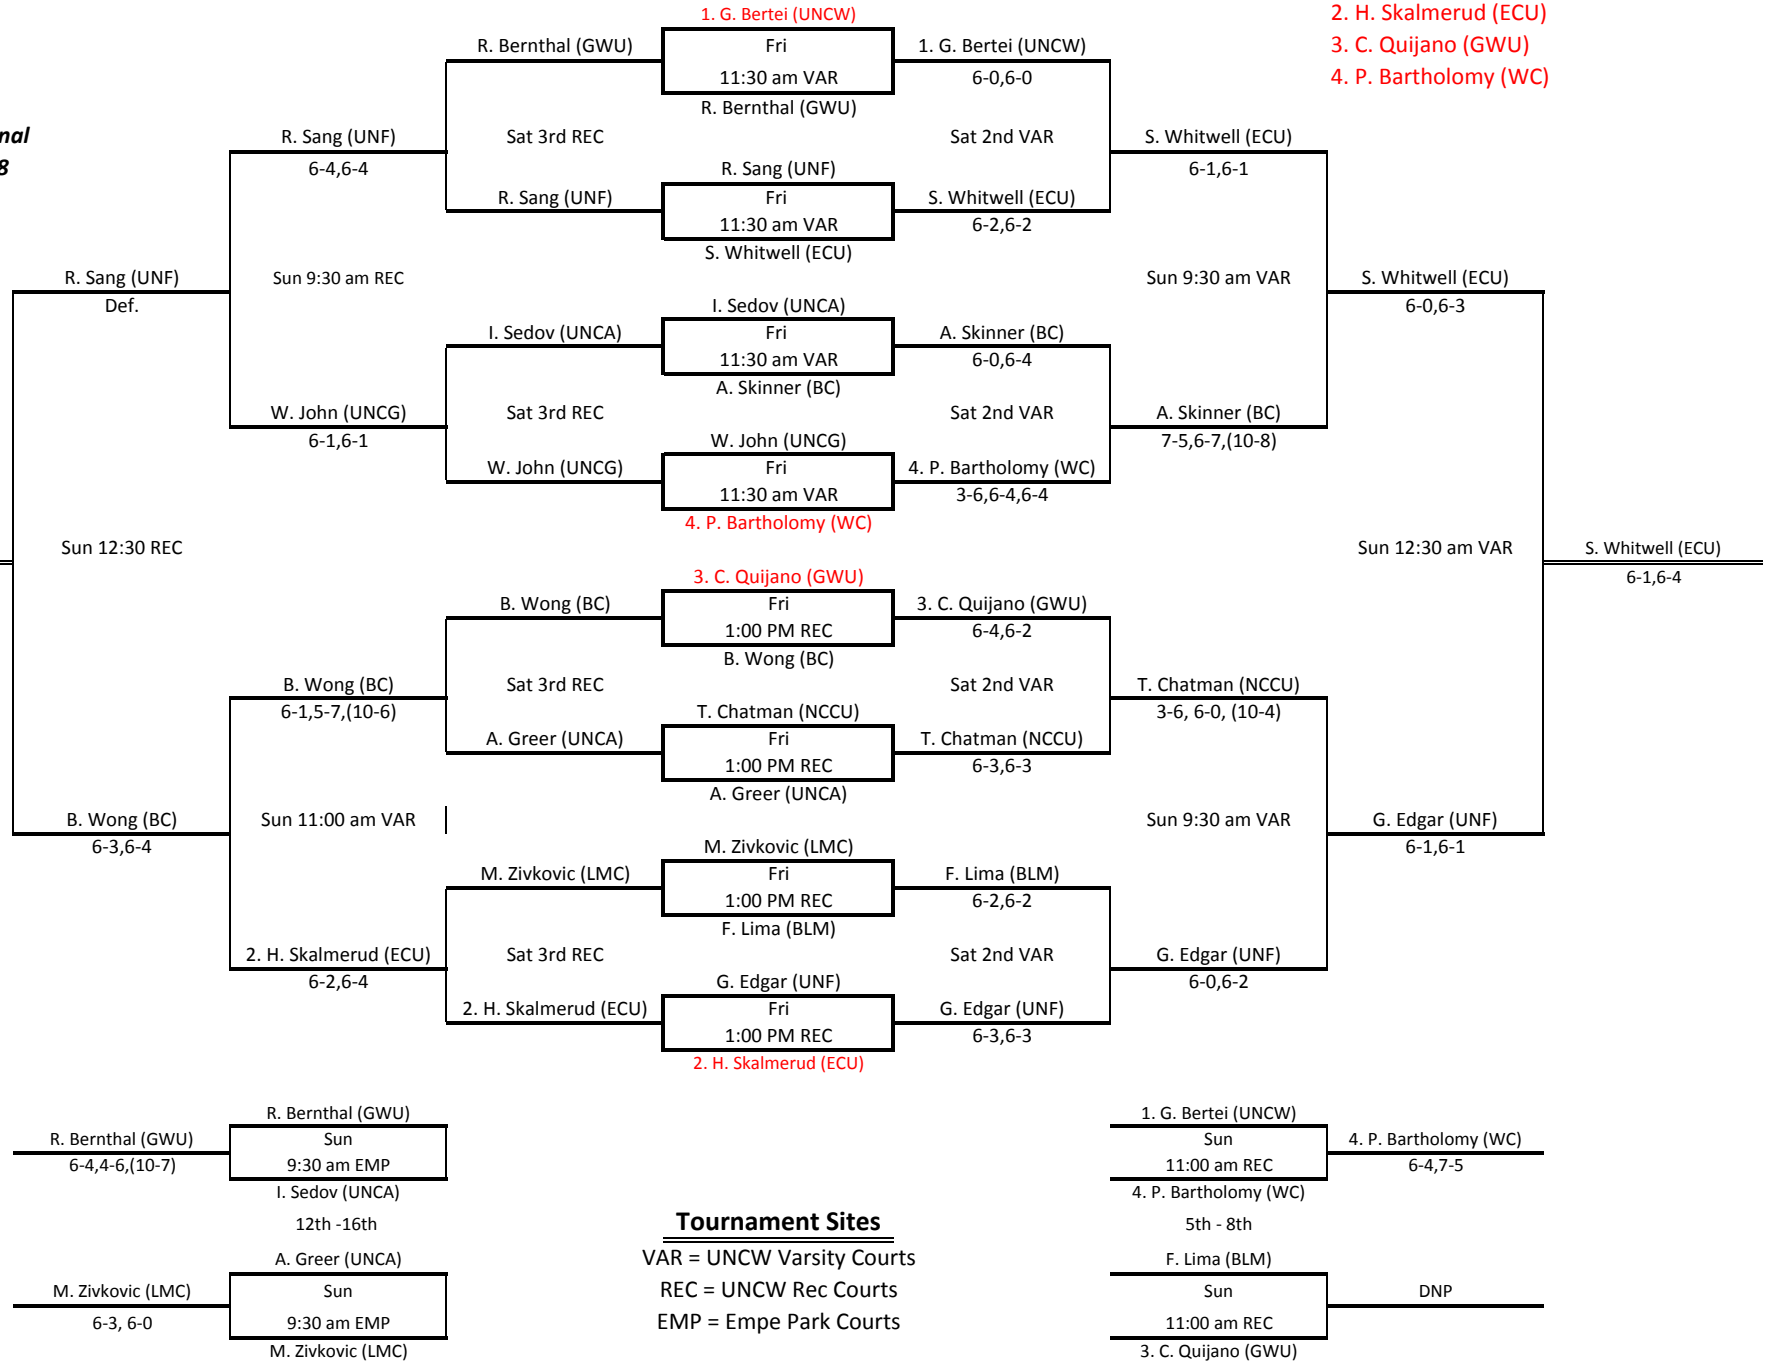 1. G. Bertei (UNCW)
2. H. Skalmerud (ECU)
R. Bernthal (GWU) Fri 1. G. Bertei (UNCW) 3. C. Quijano (GWU)
11:30 am VAR 6-0,6-0 4. P. Bartholomy (WC)
R. Bernthal (GWU)
nal R. Sang (UNF) Sat 3rd REC Sat 2nd VAR S. Whitwell (ECU)
8 6-4,6-4 R. Sang (UNF) 6-1,6-1
R. Sang (UNF) Fri S. Whitwell (ECU)
11:30 am VAR 6-2,6-2
S. Whitwell (ECU)
R. Sang (UNF) Sun 9:30 am REC Sun 9:30 am VAR S. Whitwell (ECU)
Def. I. Sedov (UNCA) 6-0,6-3
I. Sedov (UNCA) Fri A. Skinner (BC)
11:30 am VAR 6-0,6-4
A. Skinner (BC)
W. John (UNCG) Sat 3rd REC Sat 2nd VAR A. Skinner (BC)
6-1,6-1 W. John (UNCG) 7-5,6-7,(10-8)
W. John (UNCG) Fri 4. P. Bartholomy (WC)
11:30 am VAR 3-6,6-4,6-4
4. P. Bartholomy (WC)
Sun 12:30 REC Sun 12:30 am VAR S. Whitwell (ECU)
3. C. Quijano (GWU) 6-1,6-4
B. Wong (BC) Fri 3. C. Quijano (GWU)
1:00 PM REC 6-4,6-2
B. Wong (BC)
B. Wong (BC) Sat 3rd REC Sat 2nd VAR T. Chatman (NCCU)
6-1,5-7,(10-6) T. Chatman (NCCU) 3-6, 6-0, (10-4)
A. Greer (UNCA) Fri T. Chatman (NCCU)
1:00 PM REC 6-3,6-3
A. Greer (UNCA)
B. Wong (BC) Sun 11:00 am VAR Sun 9:30 am VAR G. Edgar (UNF)
6-3,6-4 M. Zivkovic (LMC) 6-1,6-1
M. Zivkovic (LMC) Fri F. Lima (BLM)
1:00 PM REC 6-2,6-2
F. Lima (BLM)
2. H. Skalmerud (ECU) Sat 3rd REC Sat 2nd VAR G. Edgar (UNF)
6-2,6-4 G. Edgar (UNF) 6-0,6-2
2. H. Skalmerud (ECU) Fri G. Edgar (UNF)
1:00 PM REC 6-3,6-3
2. H. Skalmerud (ECU)
R. Bernthal (GWU) 1. G. Bertei (UNCW)
R. Bernthal (GWU) Sun Sun 4. P. Bartholomy (WC)
6-4,4-6,(10-7) 9:30 am EMP 11:00 am REC 6-4,7-5
I. Sedov (UNCA) 4. P. Bartholomy (WC)
12th -16th Tournament Sites 5th - 8th
A. Greer (UNCA) VAR = UNCW Varsity Courts F. Lima (BLM)
M. Zivkovic (LMC) Sun REC = UNCW Rec Courts Sun DNP
6-3, 6-0 9:30 am EMP EMP = Empe Park Courts 11:00 am REC
M. Zivkovic (LMC) 3. C. Quijano (GWU)